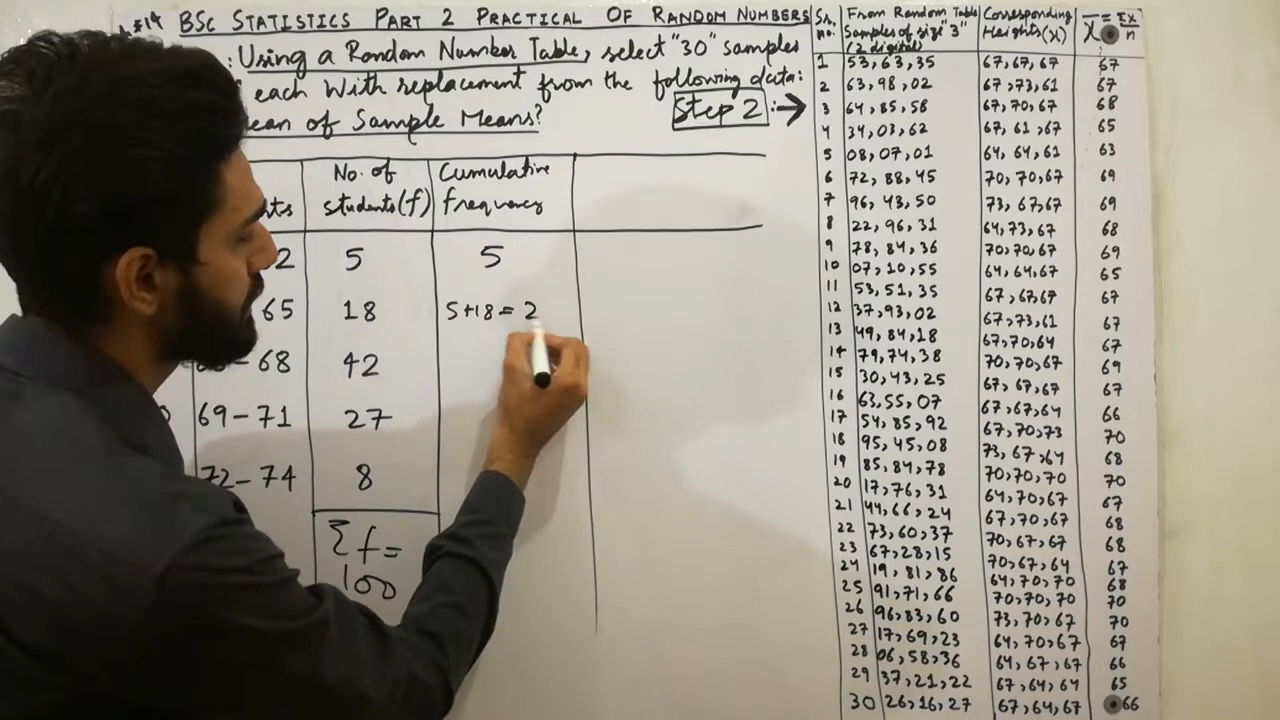 #14 BSC STATISTICS PART 2 PRACTICAL OF RANDOM NUMBERS
: Using a Random Number Table, select "30" samples
each With replacement from the following data:
ean of Sample Means?
Step 2 : →
No. of students(f)
Cumulative frequency
2 5 5
65 18 5+18 = 2
- 68 42
69-71 27
72-74 8
Σf=
100
Sr. no. From Random Table Samples of size "3" (2 digits) Corresponding Heights(x) X̄ = Σx/n
1 53,63,35 67,67,67 67
2 63,98,02 67,73,61 67
3 64,85,58 67,70,67 68
4 34,03,62 67,61,67 65
5 08,07,01 64,64,61 63
6 72,88,45 70,70,67 69
7 96,43,50 73,67,67 69
8 22,96,31 64,73,67 68
9 78,84,36 70,70,67 69
10 07,10,55 64,64,67 65
11 53,51,35 67,67,67 67
12 37,93,02 67,73,61 67
13 49,84,18 67,70,64 67
14 79,74,38 70,70,67 69
15 30,43,25 67,67,67 67
16 63,55,07 67,67,64 66
17 54,85,92 67,70,73 70
18 95,45,08 73,67,64 68
19 85,84,78 70,70,70 70
20 17,76,31 64,70,67 67
21 44,66,24 67,70,67 68
22 73,60,37 70,67,67 68
23 67,28,15 70,67,64 67
24 19,81,86 64,70,70 68
25 91,71,66 70,70,70 70
26 96,83,60 73,70,67 70
27 17,69,23 64,70,67 67
28 06,58,36 64,67,67 66
29 37,21,22 67,64,64 65
30 26,16,27 67,64,67 66